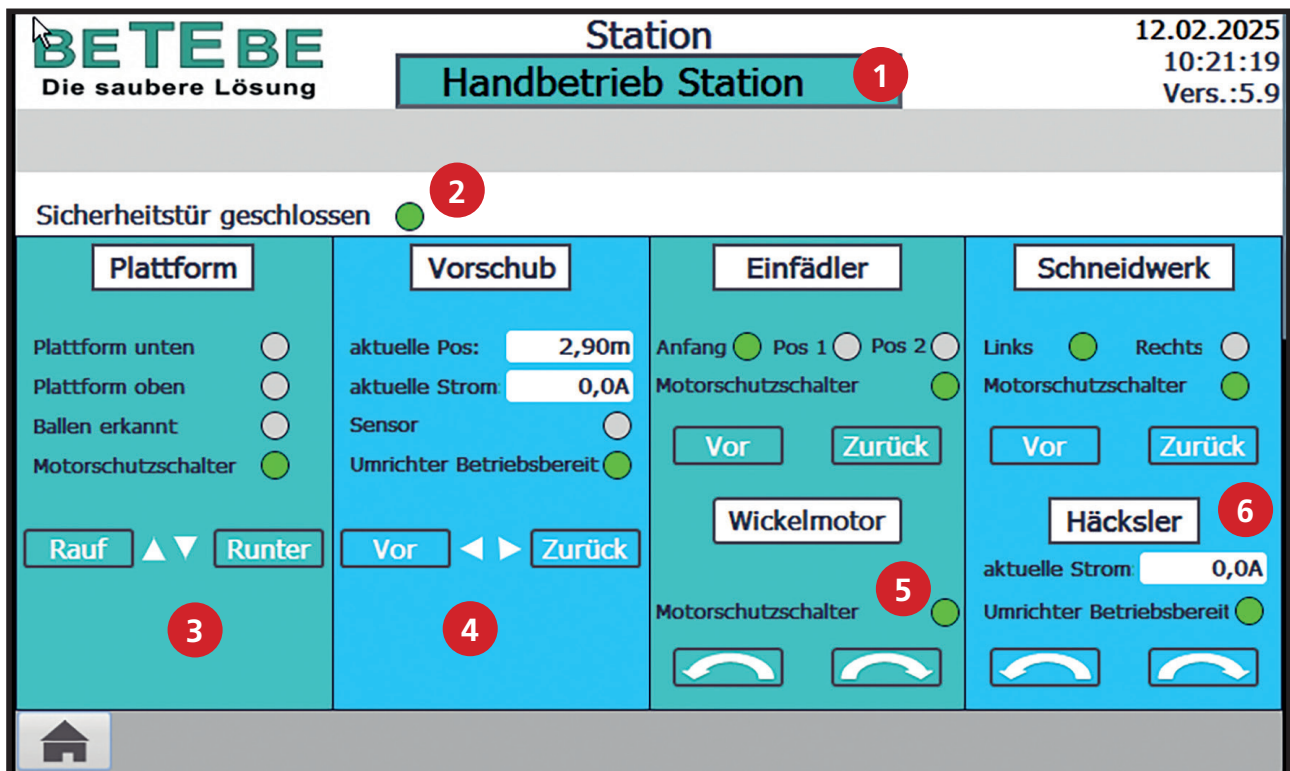 BETEBE
Die saubere Lösung
Station
Handbetrieb Station
1
12.02.2025
10:21:19
Vers.:5.9
Sicherheitstür geschlossen
2
Plattform
Plattform unten
Plattform oben
Ballen erkannt
Motorschutzschalter
Rauf
Runter
3
Vorschub
aktuelle Pos: 2,90m
aktuelle Strom: 0,0A
Sensor
Umrichter Betriebsbereit
Vor
Zurück
4
Einfädler
Anfang Pos 1 Pos 2
Motorschutzschalter
Vor
Zurück
Wickelmotor
5
Motorschutzschalter
Schneidwerk
Links Rechts
Motorschutzschalter
Vor
Zurück
Häcksler
6
aktuelle Strom: 0,0A
Umrichter Betriebsbereit